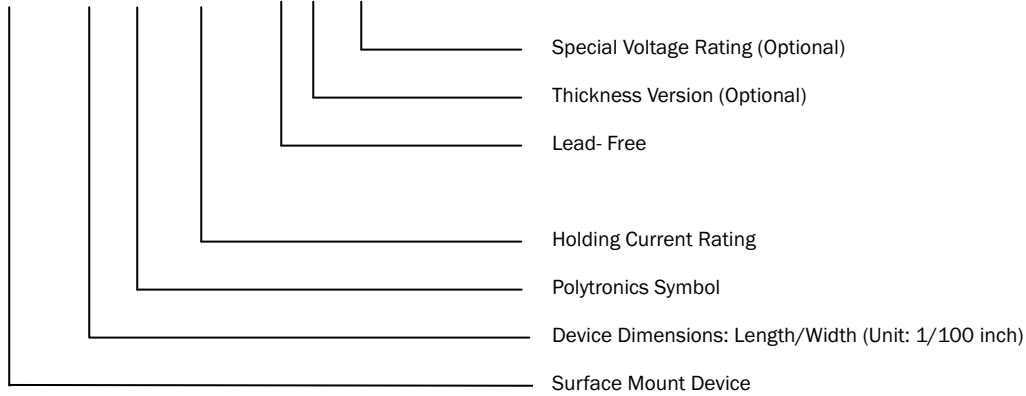 Special Voltage Rating (Optional)
Thickness Version (Optional)
Lead- Free
Holding Current Rating
Polytronics Symbol
Device Dimensions: Length/Width (Unit: 1/100 inch)
Surface Mount Device